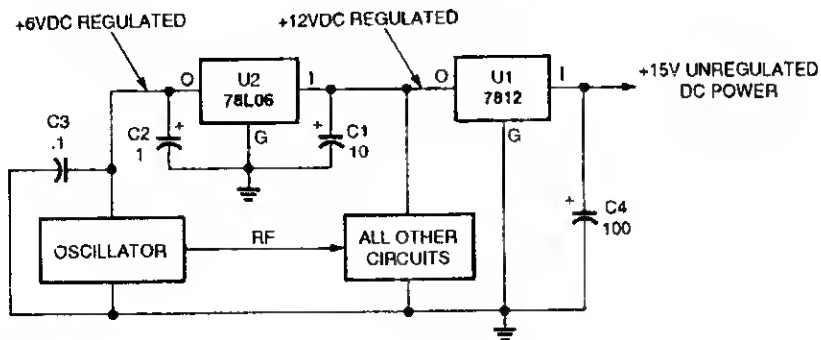 +6VDC REGULATED
+12VDC REGULATED
+15V UNREGULATED
DC POWER
O
U2
78L06
I
O
U1
7812
I
C3
.1
C2
1
+
G
+
C1
10
G
+
C4
100
OSCILLATOR
RF
ALL OTHER
CIRCUITS